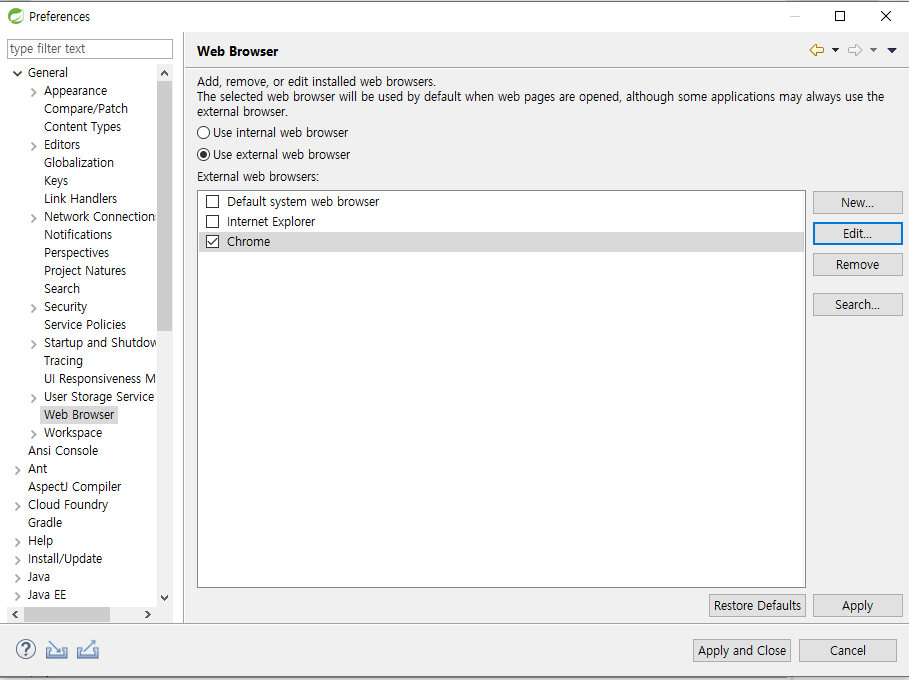 Preferences
type filter text
General
Appearance
Compare/Patch
Content Types
Editors
Globalization
Keys
Link Handlers
Network Connection
Notifications
Perspectives
Project Natures
Search
Security
Service Policies
Startup and Shutdow
Tracing
UI Responsiveness M
User Storage Service
Web Browser
Workspace
Ansi Console
Ant
AspectJ Compiler
Cloud Foundry
Gradle
Help
Install/Update
Java
Java EE
Web Browser
Add, remove, or edit installed web browsers.
The selected web browser will be used by default when web pages are opened, although some applications may always use the
external browser.
Use internal web browser
Use external web browser
External web browsers:
Default system web browser
Internet Explorer
Chrome
New...
Edit...
Remove
Search...
Restore Defaults
Apply
Apply and Close
Cancel